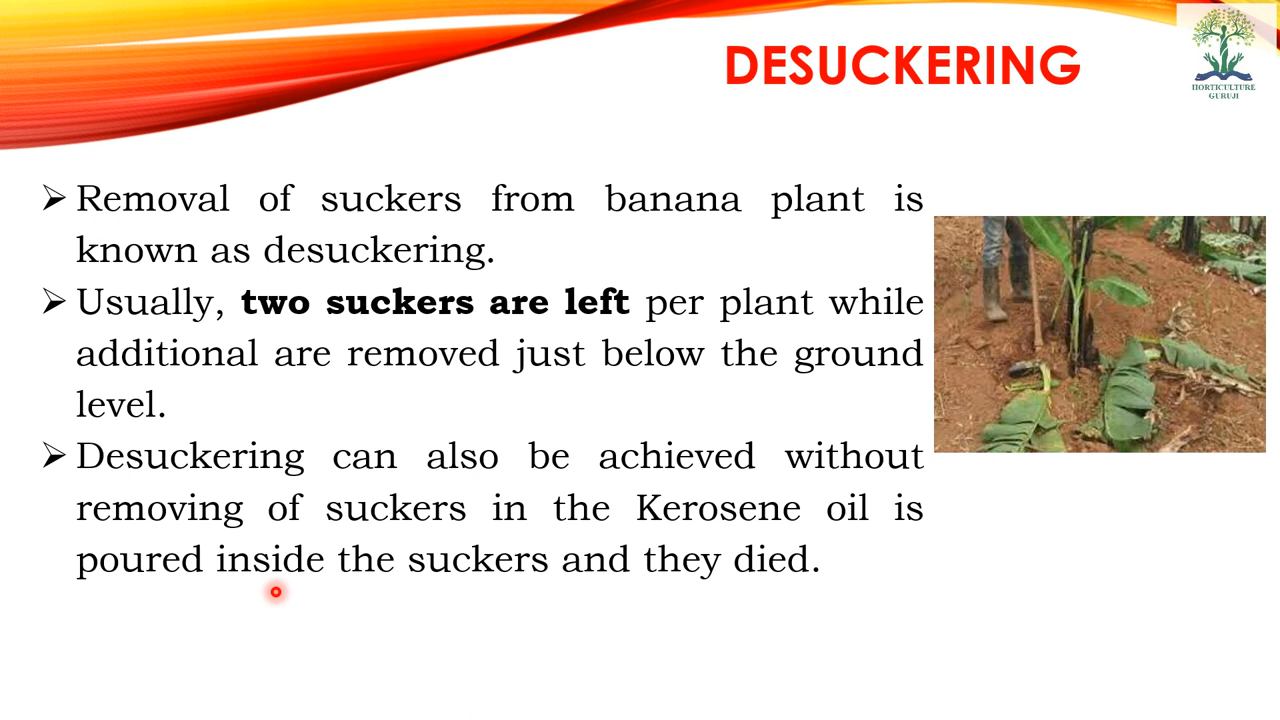 DESUCKERING
HORTICULTURE
GURUJI
➢ Removal of suckers from banana plant is
known as desuckering.
➢ Usually, two suckers are left per plant while
additional are removed just below the ground
level.
➢ Desuckering can also be achieved without
removing of suckers in the Kerosene oil is
poured inside the suckers and they died.